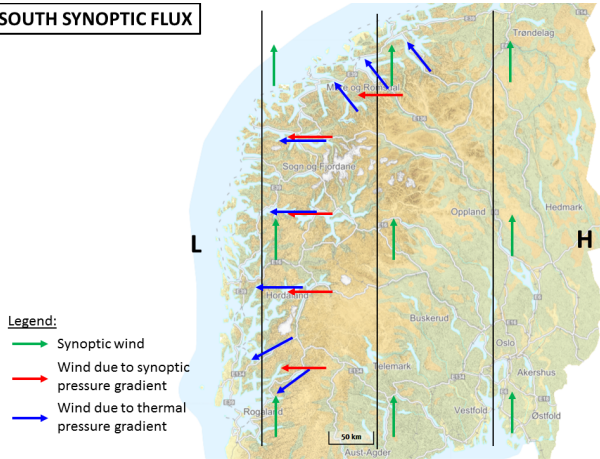 SOUTH SYNOPTIC FLUX
Trøndelag
Møre og Romsdal
Sogn og Fjordane
Oppland
Hedmark
L
H
Hordaland
Buskerud
Oslo
Akershus
Telemark
Rogaland
Vestfold
Østfold
Aust-Agder
50 km
Legend:
Synoptic wind
Wind due to synoptic
pressure gradient
Wind due to thermal
pressure gradient